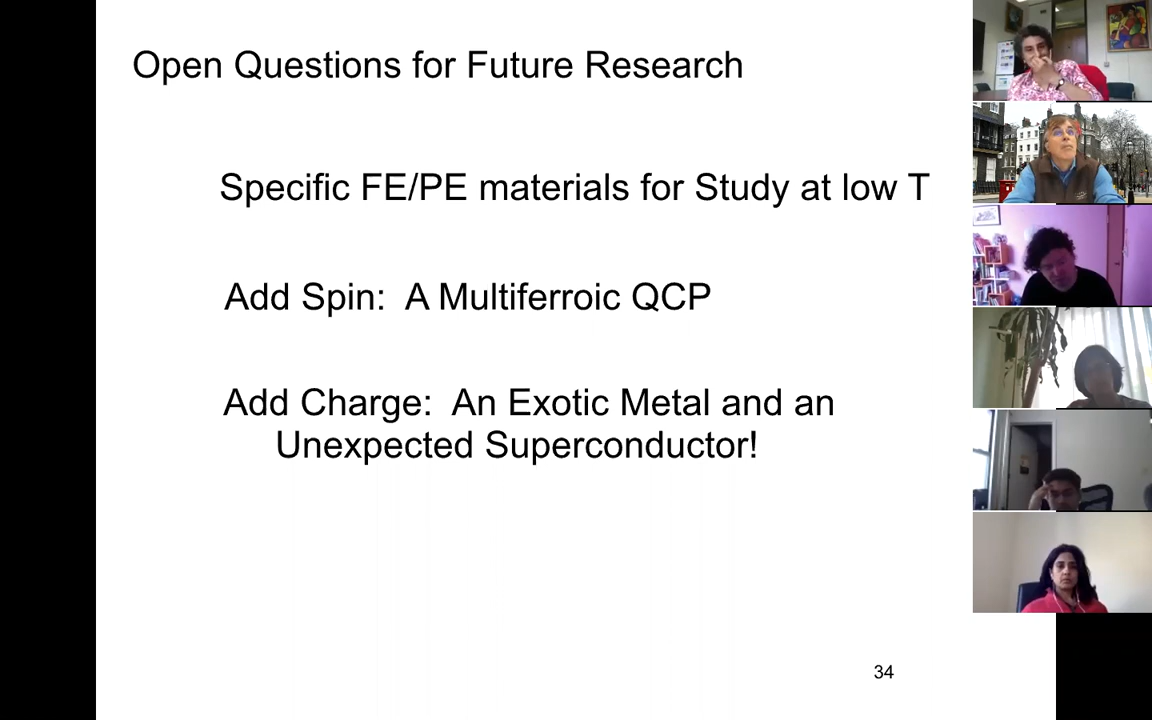 Open Questions for Future Research
Specific FE/PE materials for Study at low T
Add Spin: A Multiferroic QCP
Add Charge: An Exotic Metal and an
Unexpected Superconductor!
34